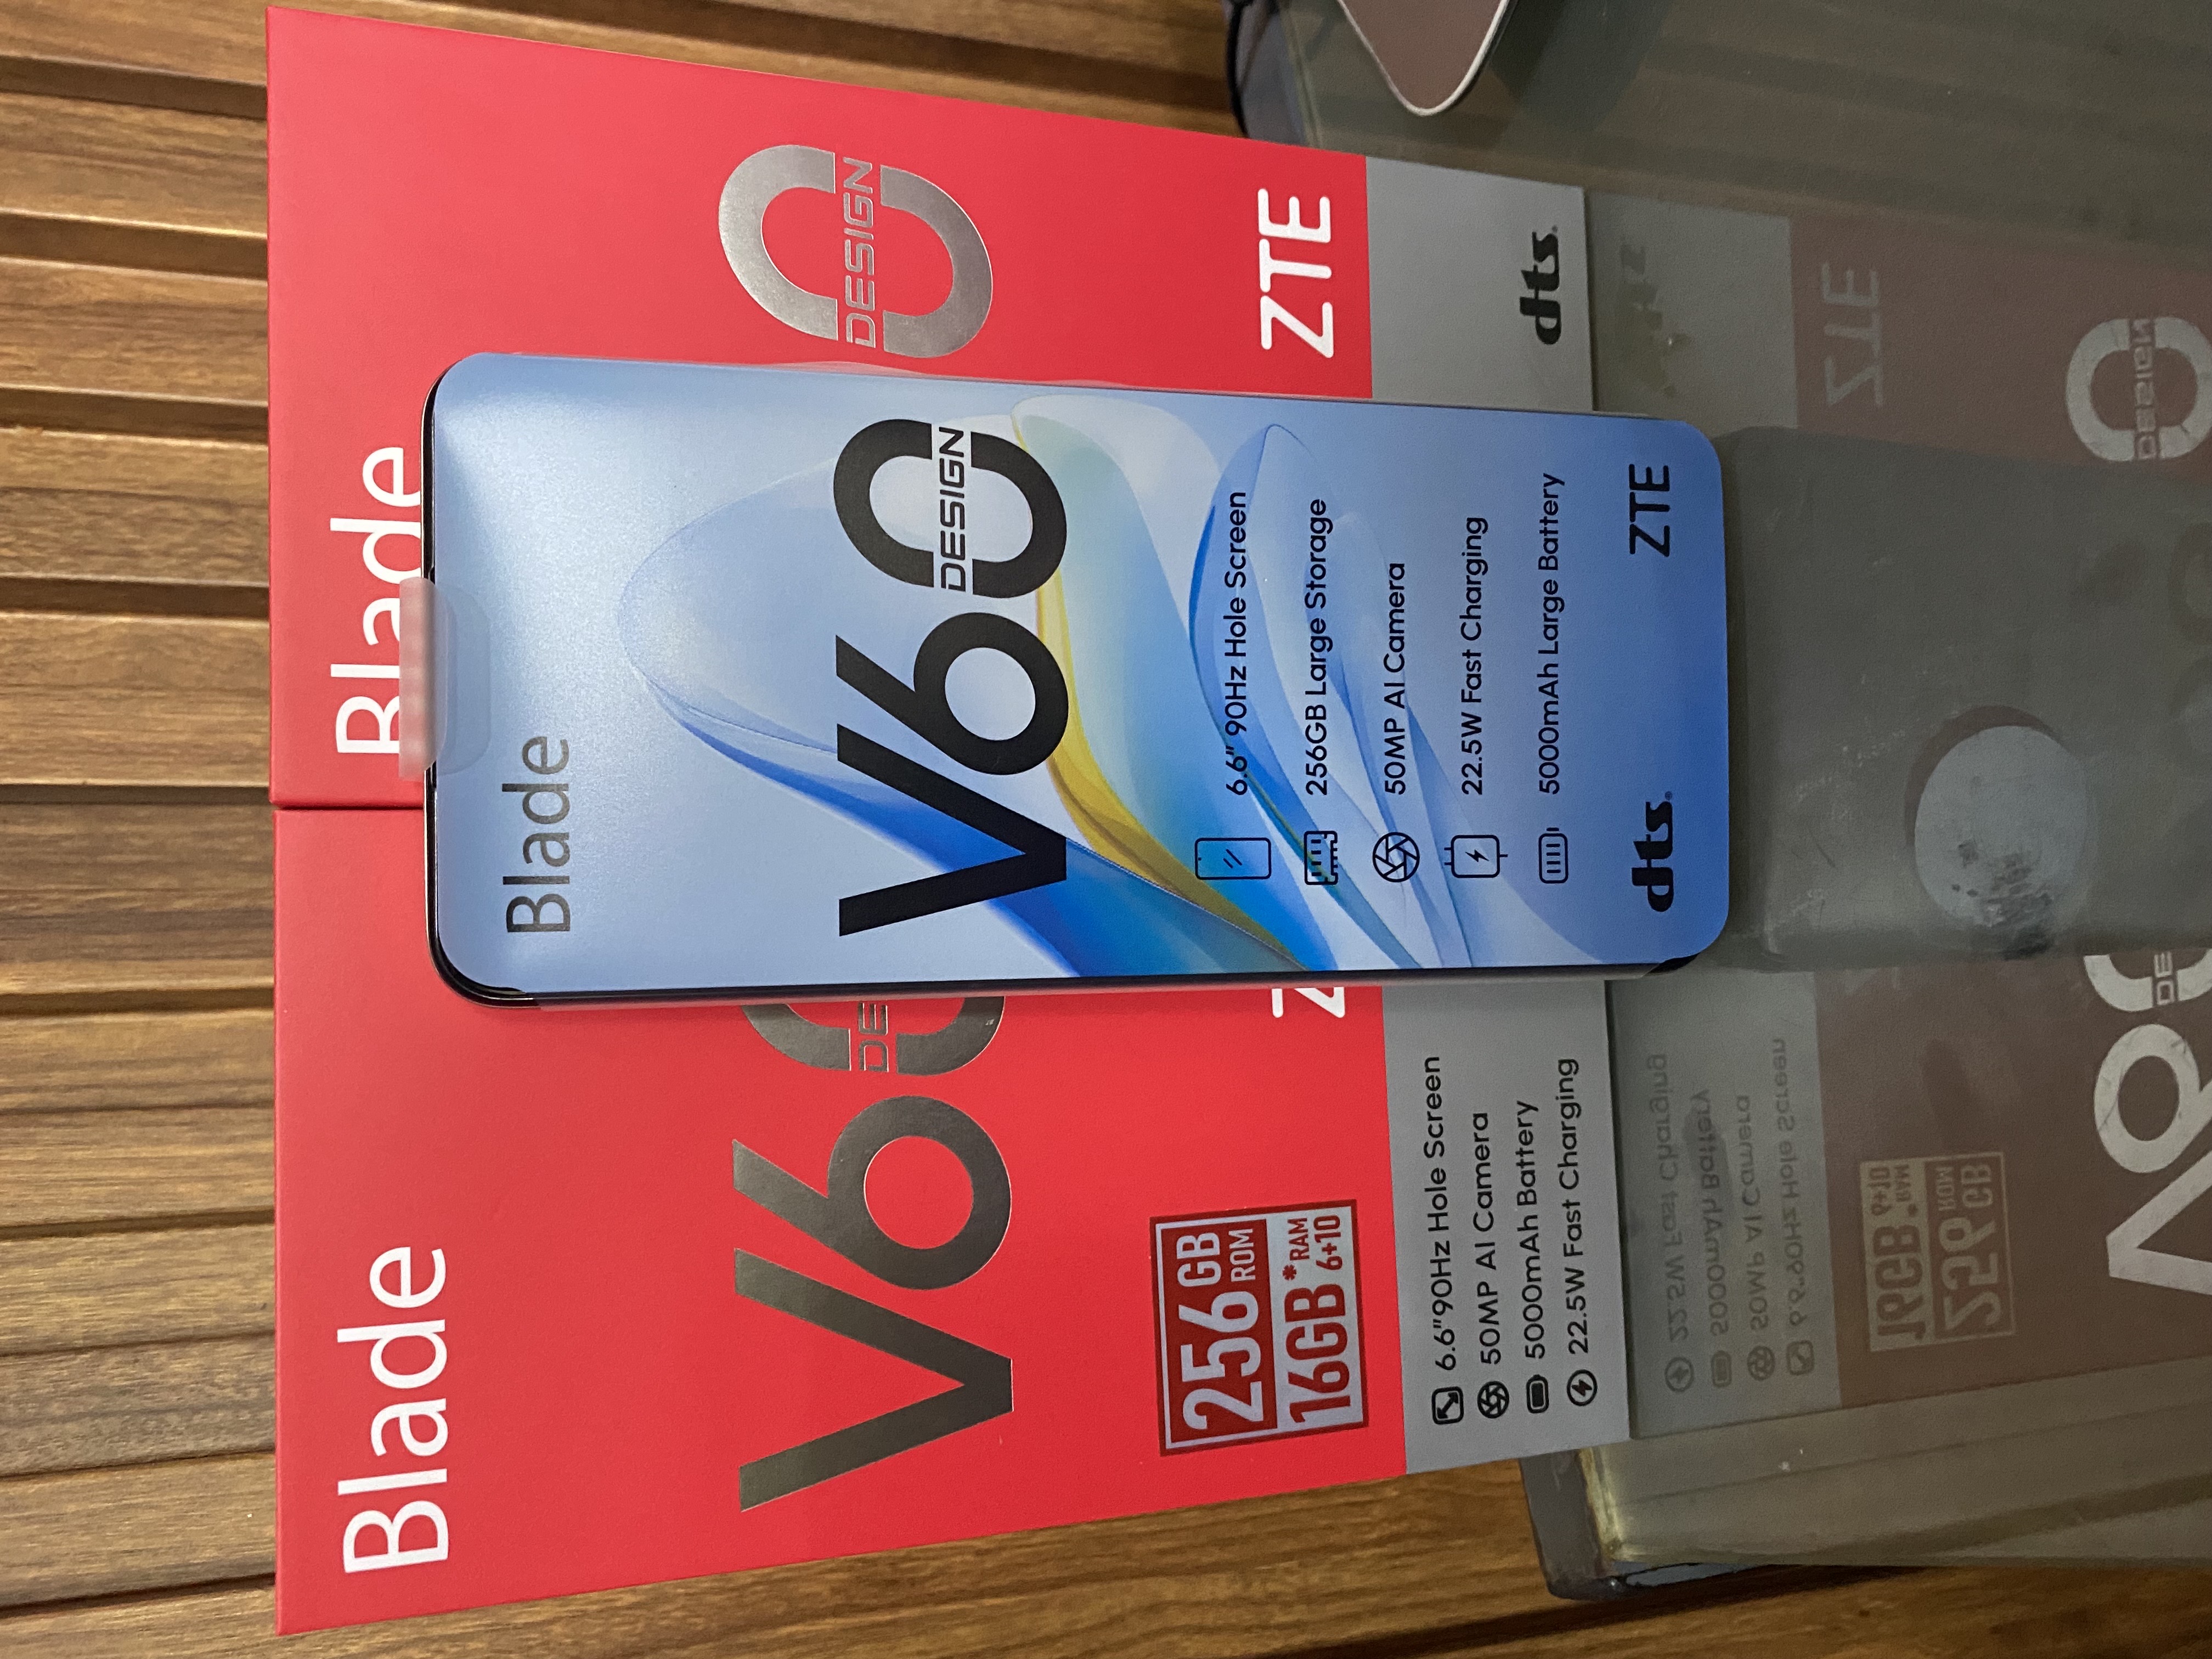 Blade
V60
DESIGN
256GB
ROM
16GB*
RAM
6+10
6.6"90Hz Hole Screen
50MP AI Camera
5000mAh Battery
22.5W Fast Charging
Blade
V60
DESIGN
6.6" 90Hz Hole Screen
256GB Large Storage
50MP AI Camera
22.5W Fast Charging
5000mAh Large Battery
dts
ZTE
Blade
DESIGN
ZTE
dts